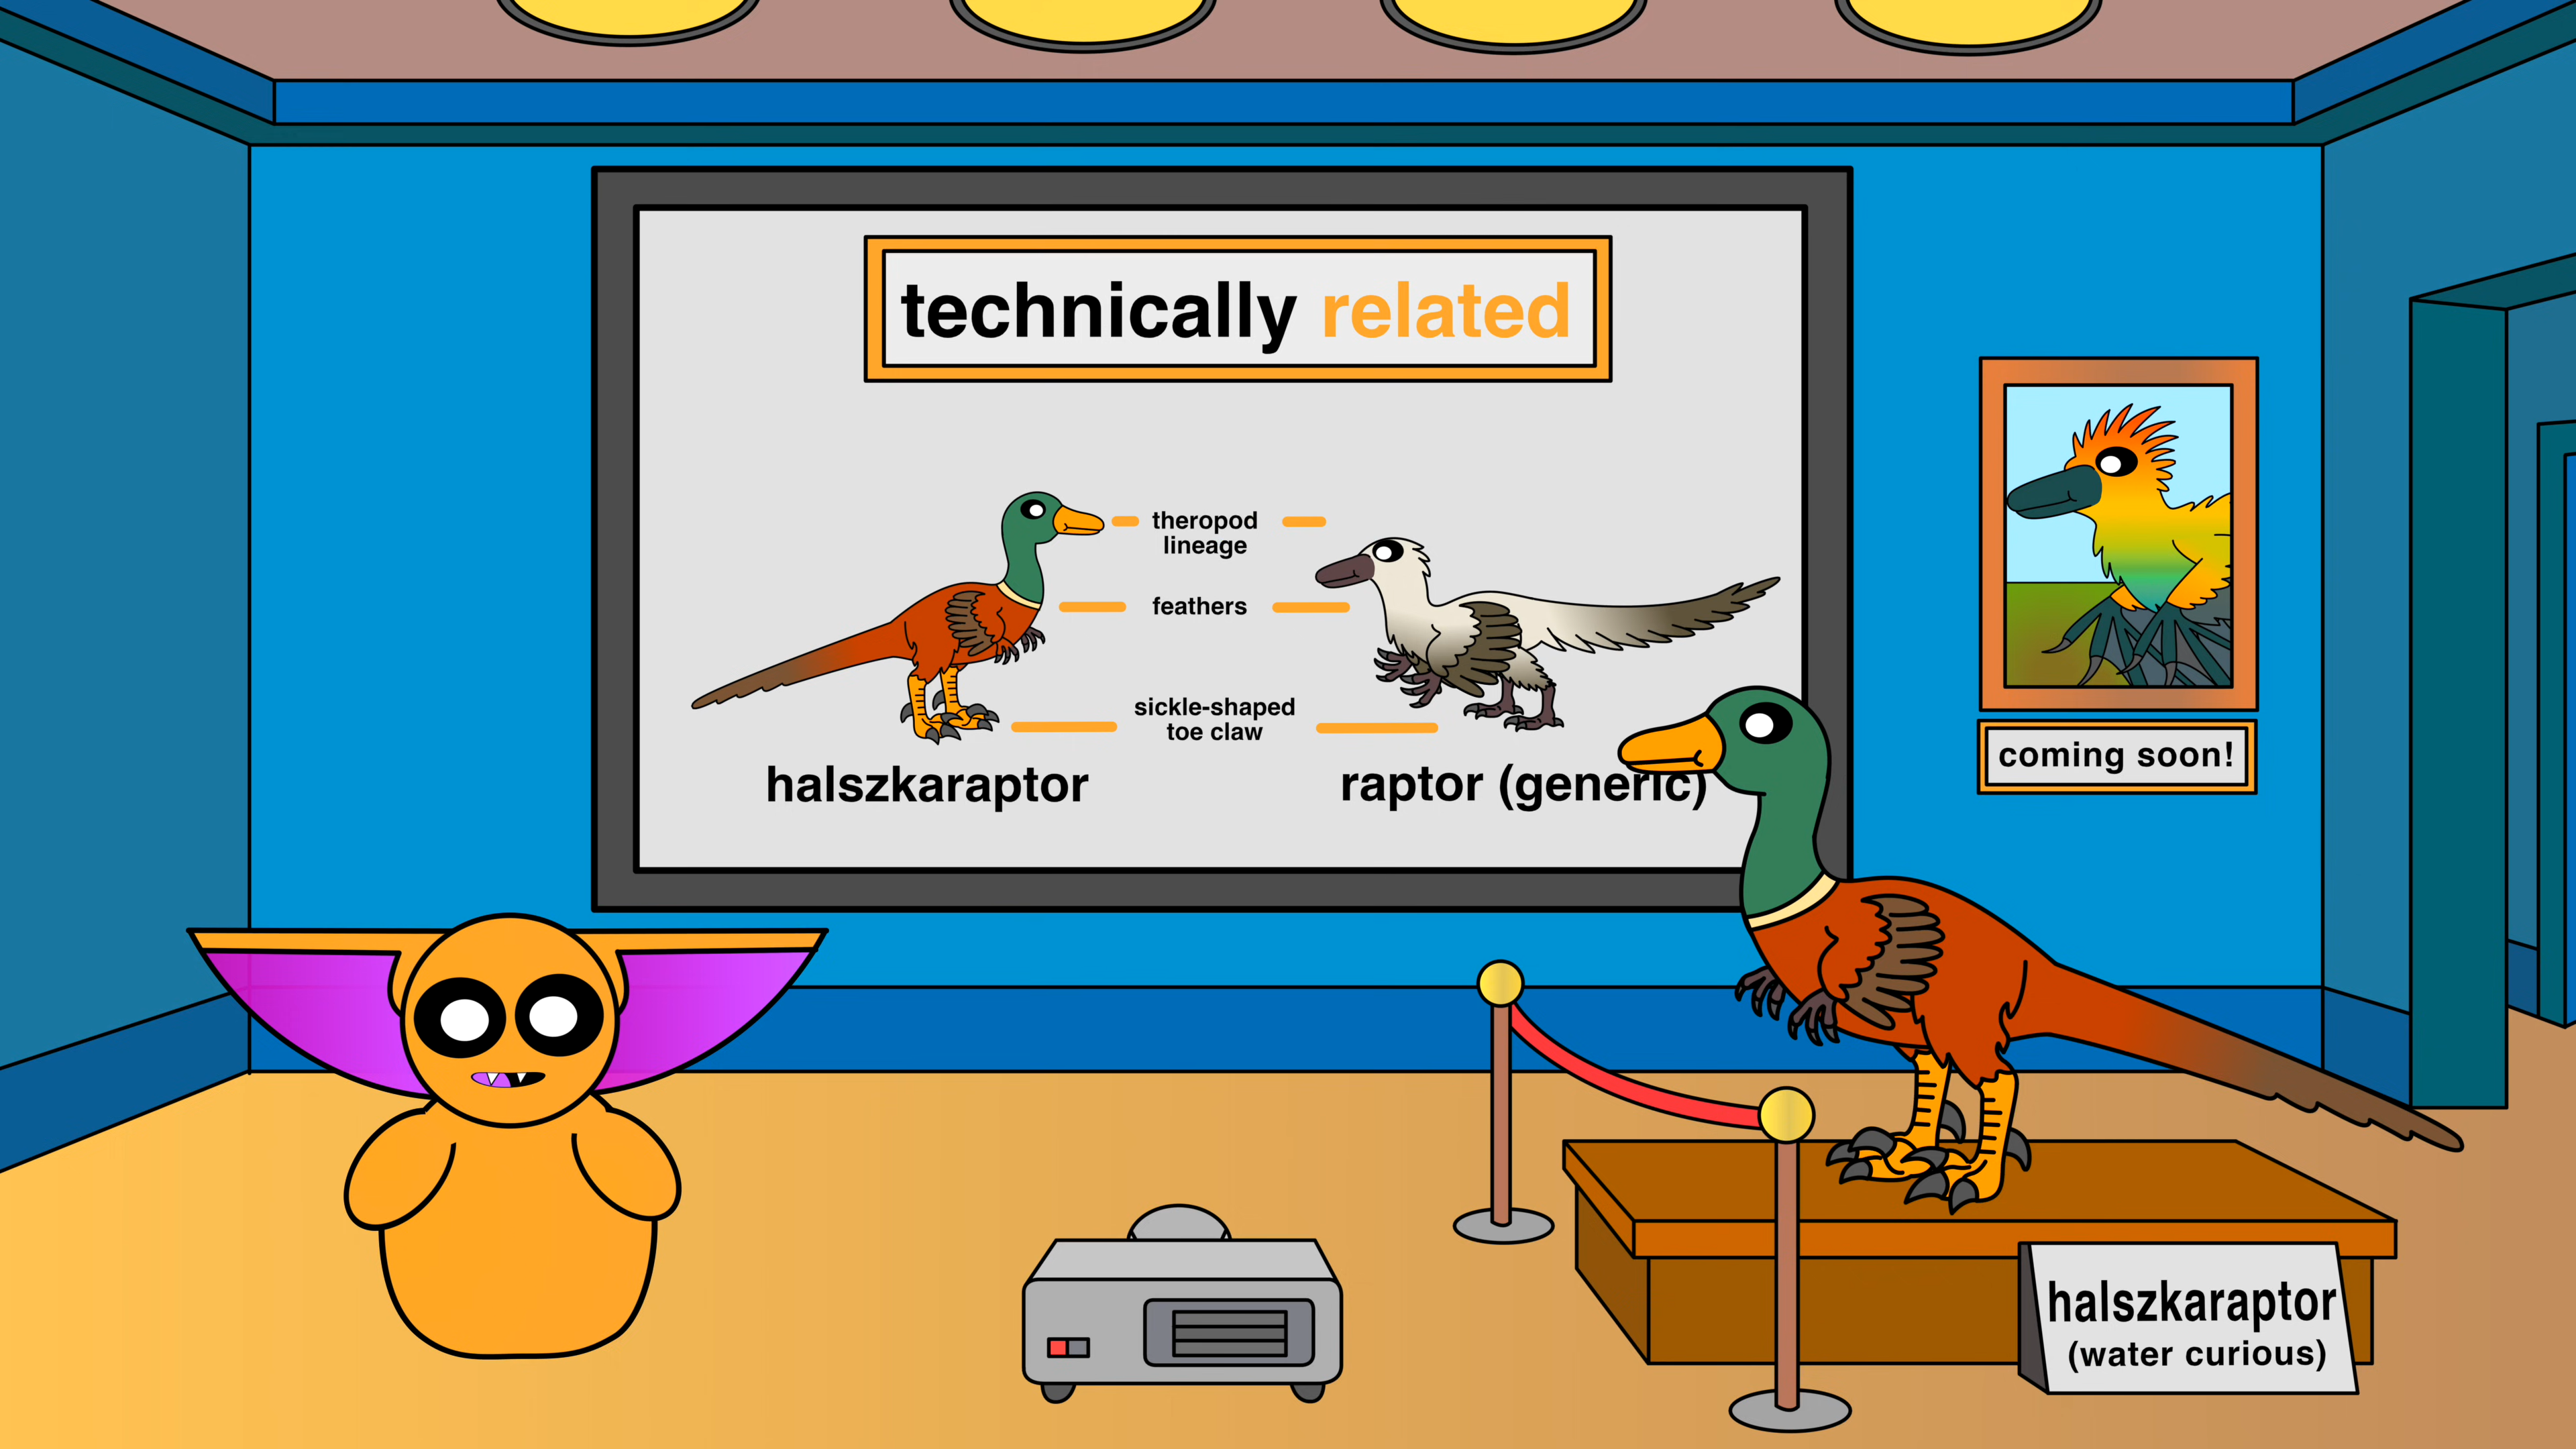 technically related
theropod
lineage
feathers
sickle-shaped
toe claw
halszkaraptor
raptor (generic)
coming soon!
halszkaraptor
(water curious)